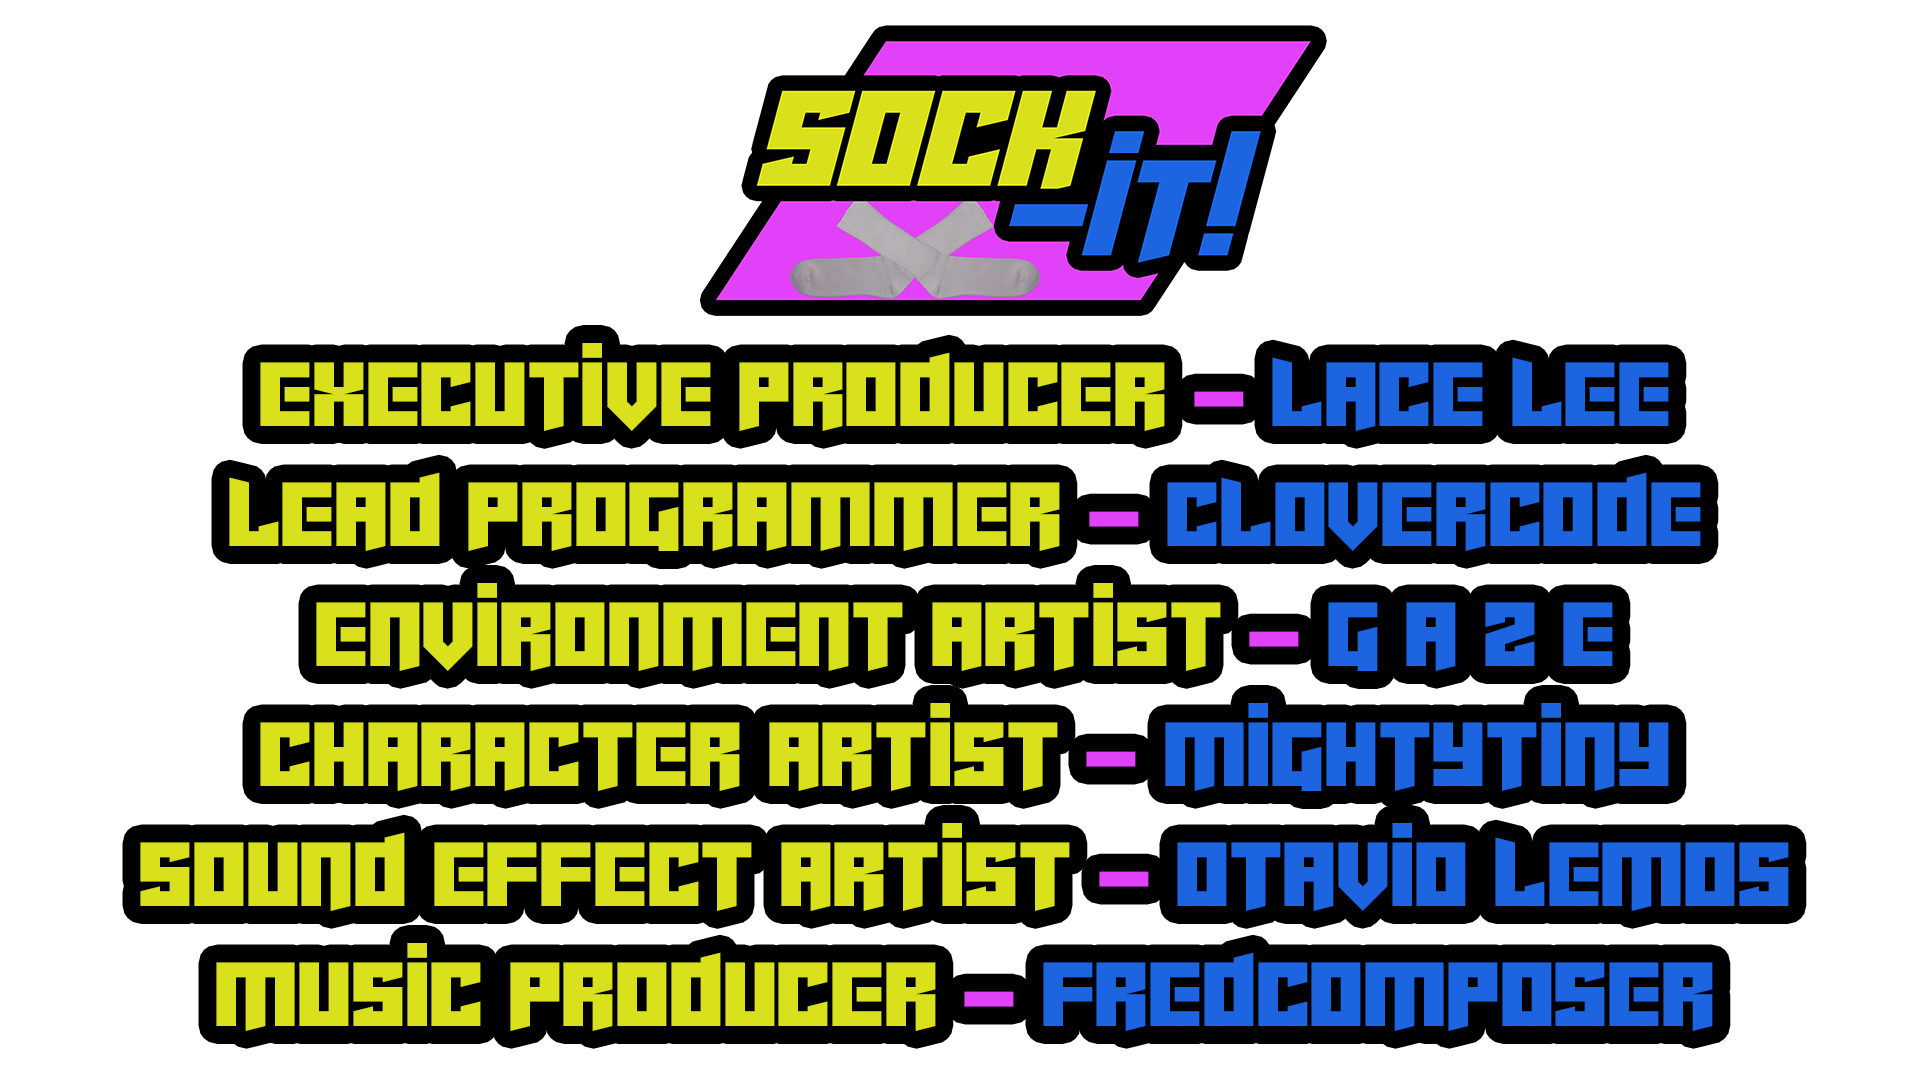 SOCK
-IT!
EXECUTIVE PRODUCER - LACE LEE
LEAD PROGRAMMER - CLOVERCODE
ENVIRONMENT ARTIST - G A Z E
CHARACTER ARTIST - MIGHTYTINY
SOUND EFFECT ARTIST - OTAVIO LEMOS
MUSIC PRODUCER - FREDCOMPOSER